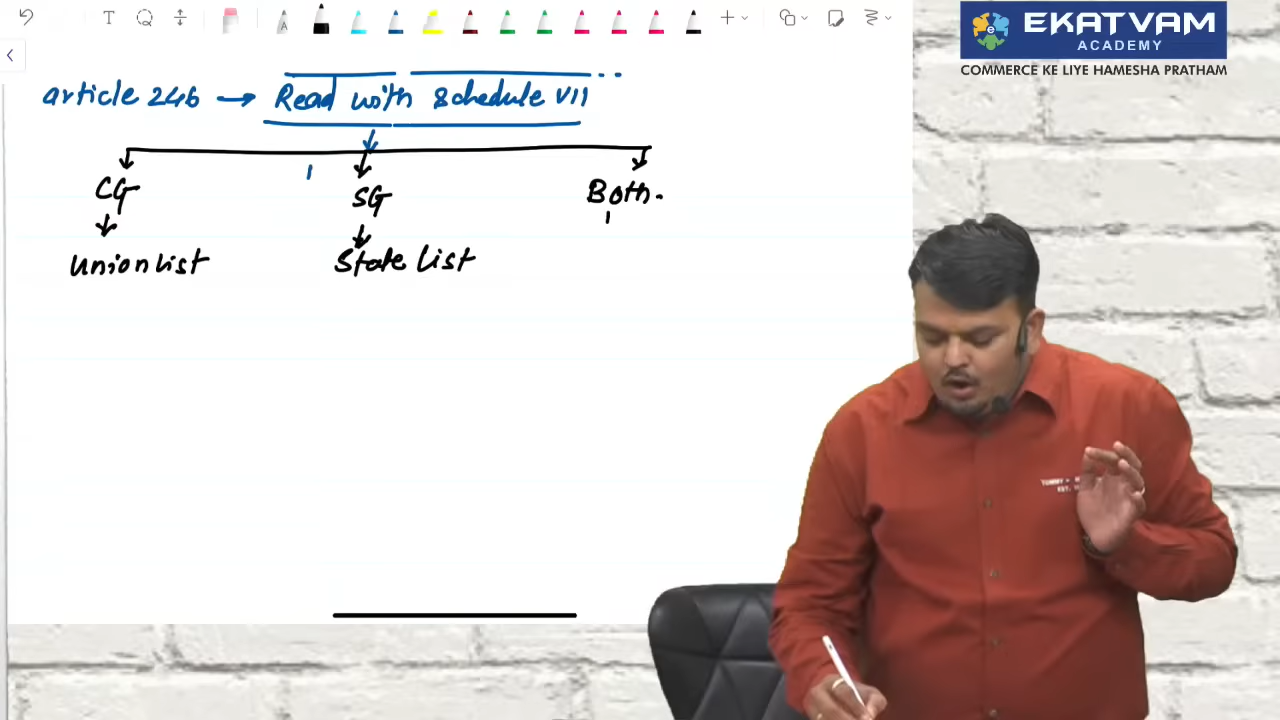 EKATVAM
ACADEMY
COMMERCE KE LIYE HAMESHA PRATHAM
article 246 → Read with Schedule VII
CG SG Both.
Union list State list